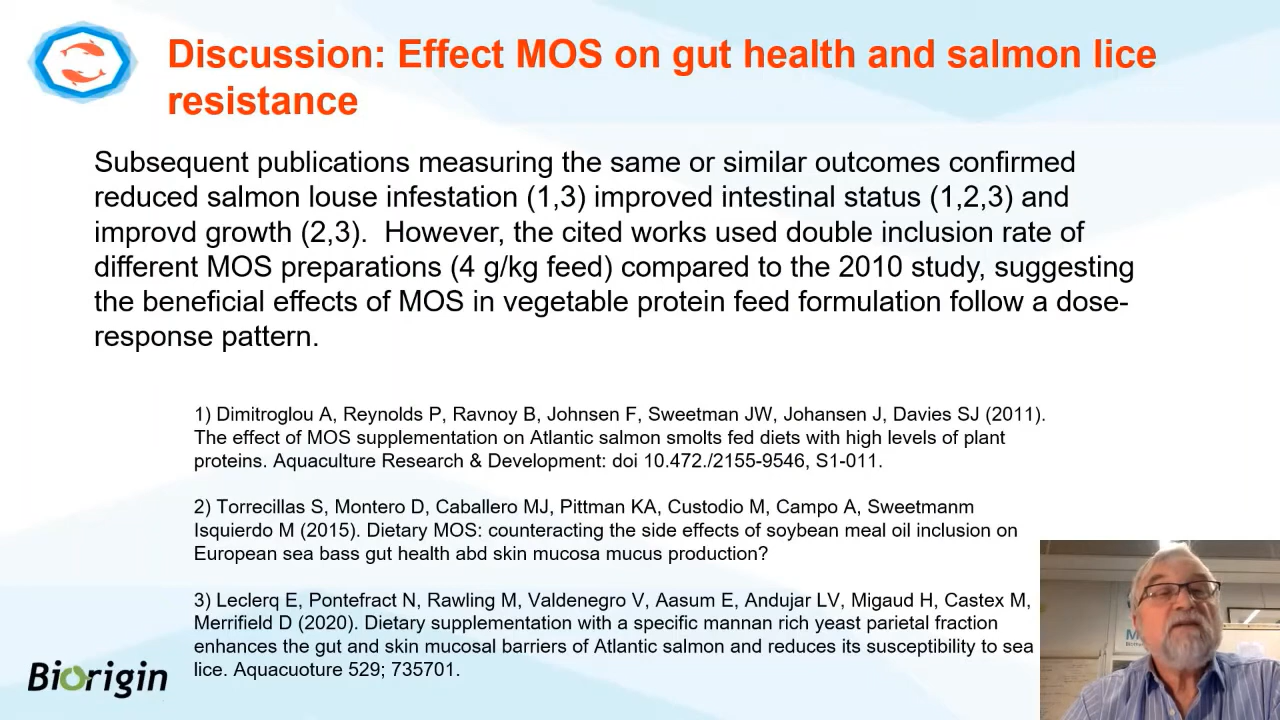 Discussion: Effect MOS on gut health and salmon lice
resistance
Subsequent publications measuring the same or similar outcomes confirmed
reduced salmon louse infestation (1,3) improved intestinal status (1,2,3) and
improvd growth (2,3). However, the cited works used double inclusion rate of
different MOS preparations (4 g/kg feed) compared to the 2010 study, suggesting
the beneficial effects of MOS in vegetable protein feed formulation follow a dose-
response pattern.
1) Dimitroglou A, Reynolds P, Ravnoy B, Johnsen F, Sweetman JW, Johansen J, Davies SJ (2011).
The effect of MOS supplementation on Atlantic salmon smolts fed diets with high levels of plant
proteins. Aquaculture Research & Development: doi 10.472./2155-9546, S1-011.
2) Torrecillas S, Montero D, Caballero MJ, Pittman KA, Custodio M, Campo A, Sweetmanm
Isquierdo M (2015). Dietary MOS: counteracting the side effects of soybean meal oil inclusion on
European sea bass gut health abd skin mucosa mucus production?
3) Leclerq E, Pontefract N, Rawling M, Valdenegro V, Aasum E, Andujar LV, Migaud H, Castex M,
Merrifield D (2020). Dietary supplementation with a specific mannan rich yeast parietal fraction
enhances the gut and skin mucosal barriers of Atlantic salmon and reduces its susceptibility to sea
lice. Aquacuoture 529; 735701.
Biorigin